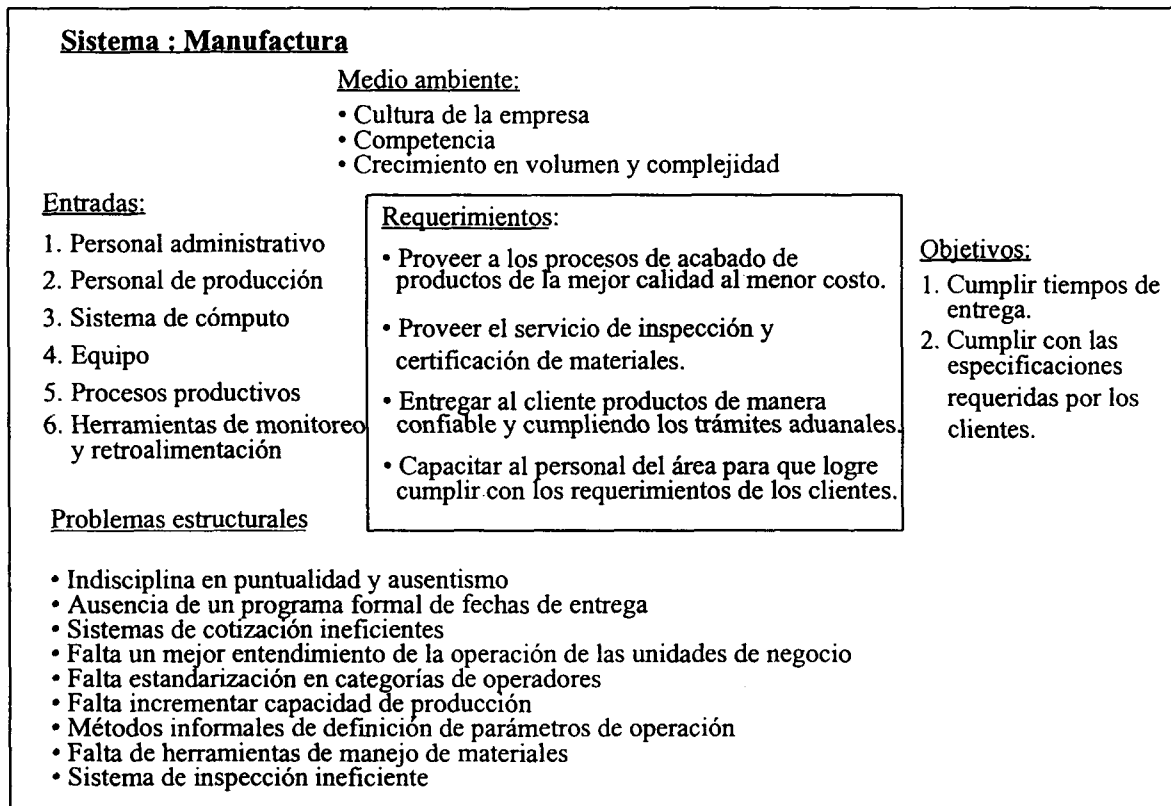 Sistema : Manufactura
Medio ambiente:
• Cultura de la empresa
• Competencia
• Crecimiento en volumen y complejidad
Entradas:
1. Personal administrativo
2. Personal de producción
3. Sistema de cómputo
4. Equipo
5. Procesos productivos
6. Herramientas de monitoreo
y retroalimentación
Requerimientos:
• Proveer a los procesos de acabado de
productos de la mejor calidad al menor costo.
• Proveer el servicio de inspección y
certificación de materiales.
• Entregar al cliente productos de manera
confiable y cumpliendo los trámites aduanales.
• Capacitar al personal del área para que logre
cumplir con los requerimientos de los clientes.
Objetivos:
1. Cumplir tiempos de
entrega.
2. Cumplir con las
especificaciones
requeridas por los
clientes.
Problemas estructurales
• Indisciplina en puntualidad y ausentismo
• Ausencia de un programa formal de fechas de entrega
• Sistemas de cotización ineficientes
• Falta un mejor entendimiento de la operación de las unidades de negocio
• Falta estandarización en categorías de operadores
• Falta incrementar capacidad de producción
• Métodos informales de definición de parámetros de operación
• Falta de herramientas de manejo de materiales
• Sistema de inspección ineficiente